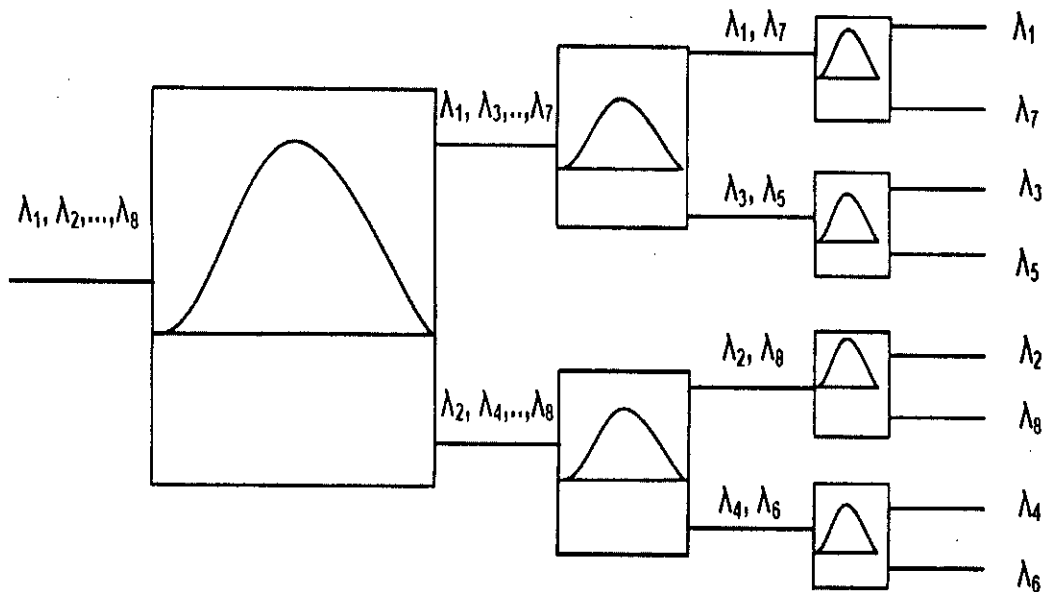 λ₁, λ₂,...,λ₈
λ₁, λ₃,..,λ₇
λ₂, λ₄,..,λ₈
λ₁, λ₇
λ₃, λ₅
λ₂, λ₈
λ₄, λ₆
λ₁
λ₇
λ₃
λ₅
λ₂
λ₈
λ₄
λ₆